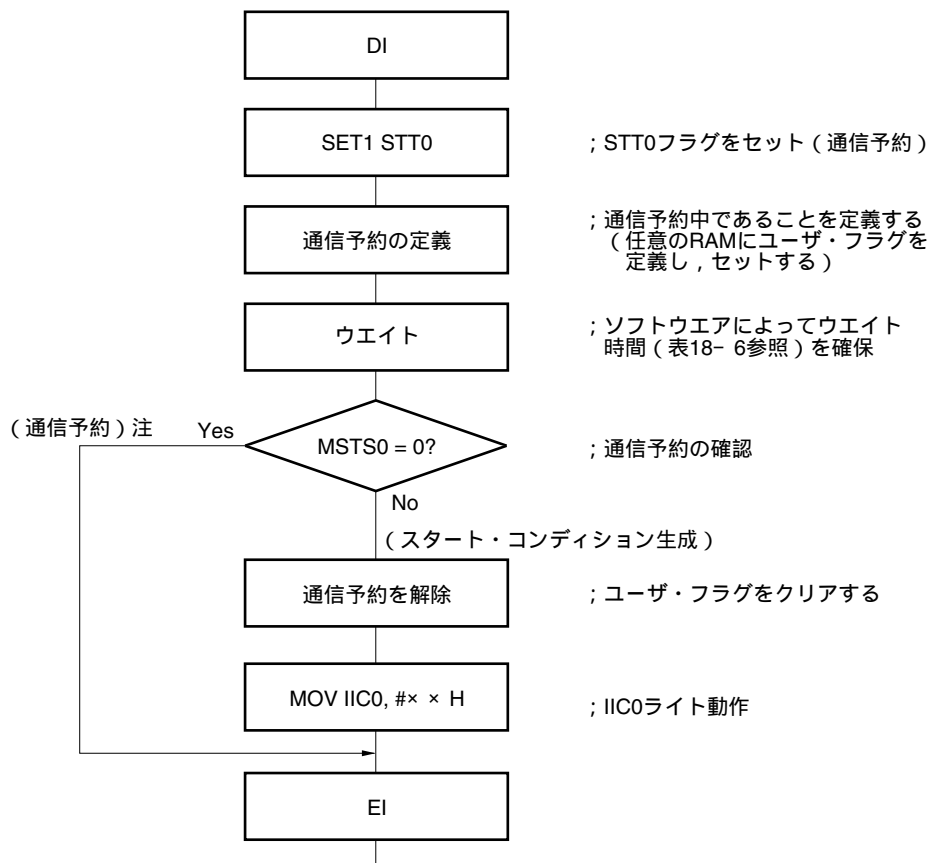 DI
SET1 STT0
；STT0フラグをセット（通信予約）
通信予約の定義
；通信予約中であることを定義する
（任意のRAMにユーザ・フラグを
定義し，セットする）
ウエイト
；ソフトウエアによってウエイト
時間（表18－6参照）を確保
（通信予約）注
Yes
MSTS0 = 0?
；通信予約の確認
No
（スタート・コンディション生成）
通信予約を解除
；ユーザ・フラグをクリアする
MOV IIC0, #× × H
；IIC0ライト動作
EI